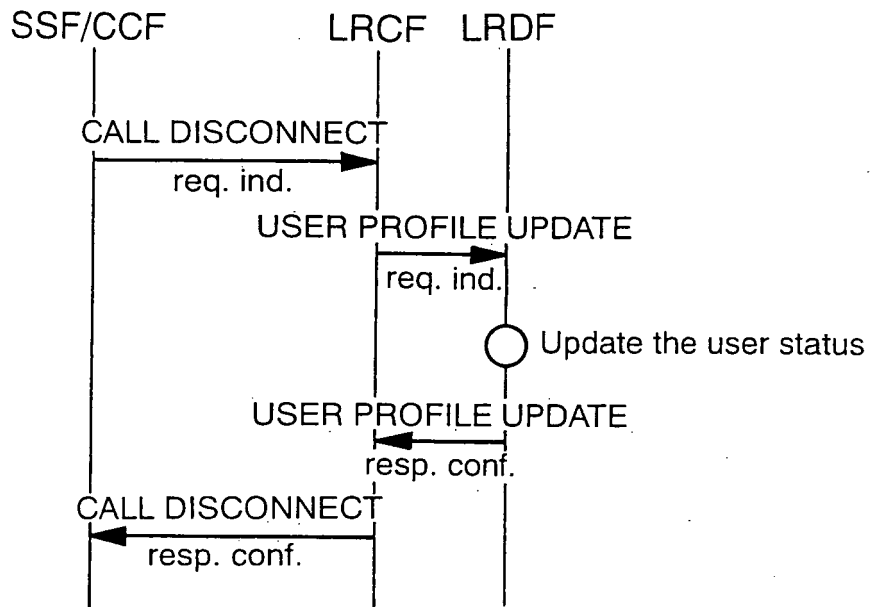 SSF/CCF LRCF LRDF
CALL DISCONNECT
req. ind.
USER PROFILE UPDATE
req. ind.
Update the user status
USER PROFILE UPDATE
resp. conf.
CALL DISCONNECT
resp. conf.